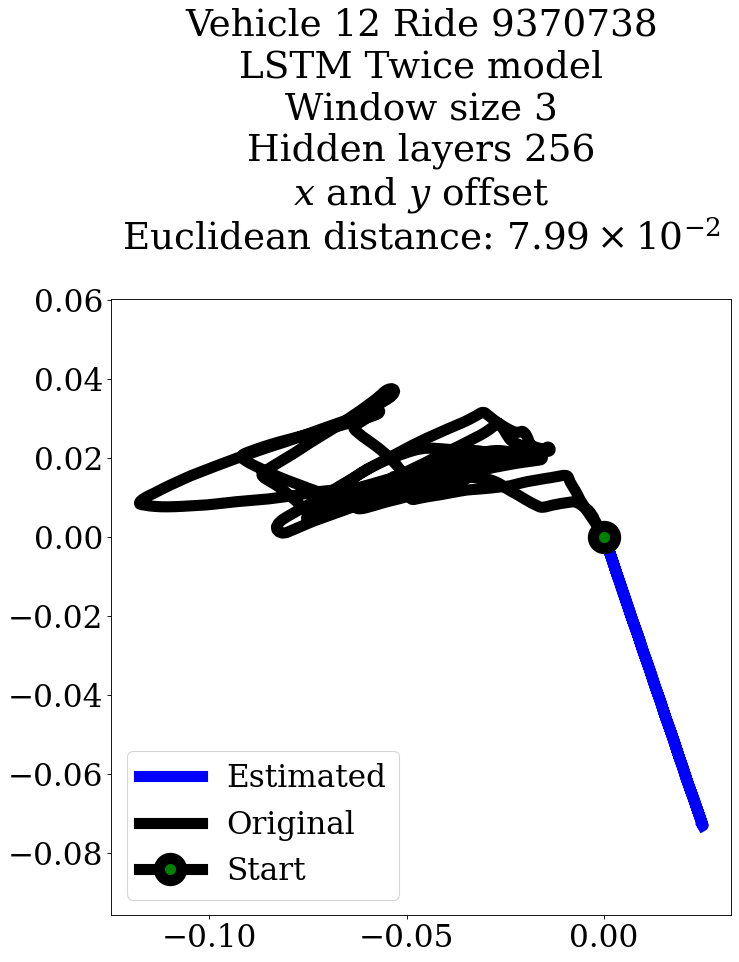 Vehicle 12 Ride 9370738
LSTM Twice model
Window size 3
Hidden layers 256
x and y offset
Euclidean distance: 7.99 × 10⁻²
0.06
0.04
0.02
0.00
−0.02
−0.04
−0.06
−0.08
Estimated
Original
Start
−0.10 −0.05 0.00